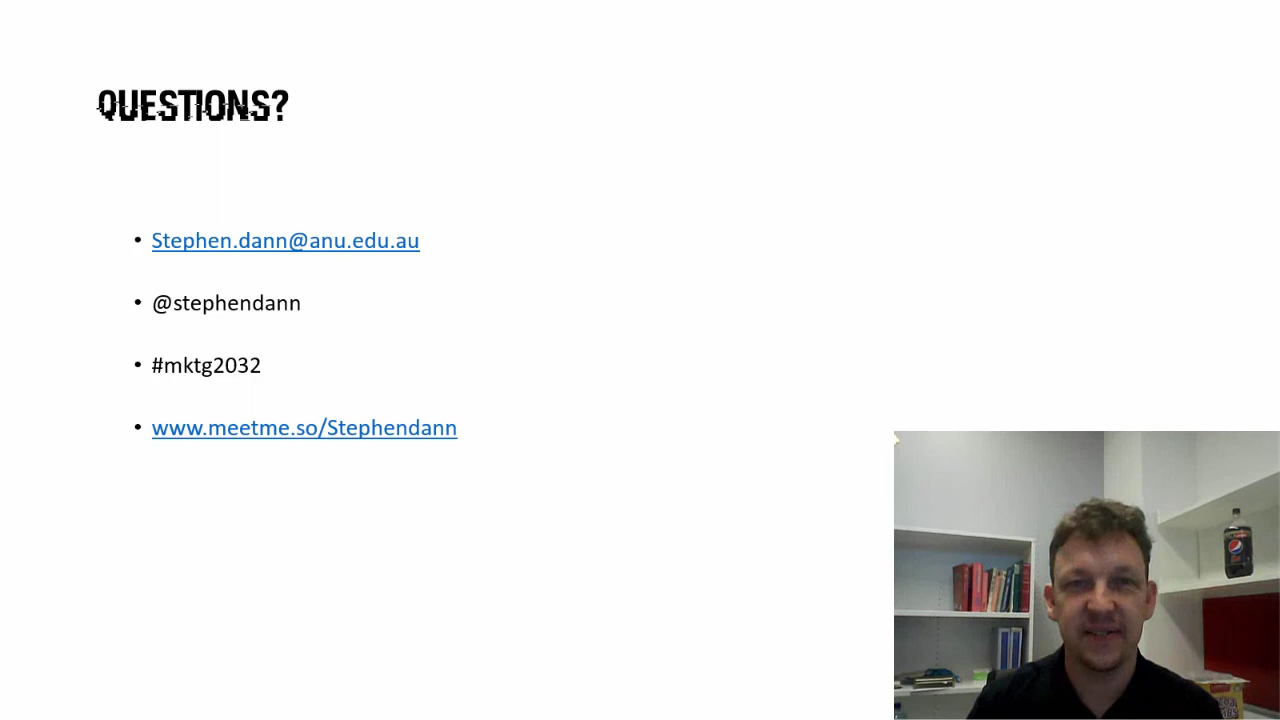 QUESTIONS?
• Stephen.dann@anu.edu.au
• @stephendann
• #mktg2032
• www.meetme.so/Stephendann